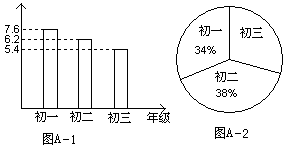 7.6
6.2
5.4
初一 初二 初三 年级
图A-1
初一
34%
初三
初二
38%
图A-2